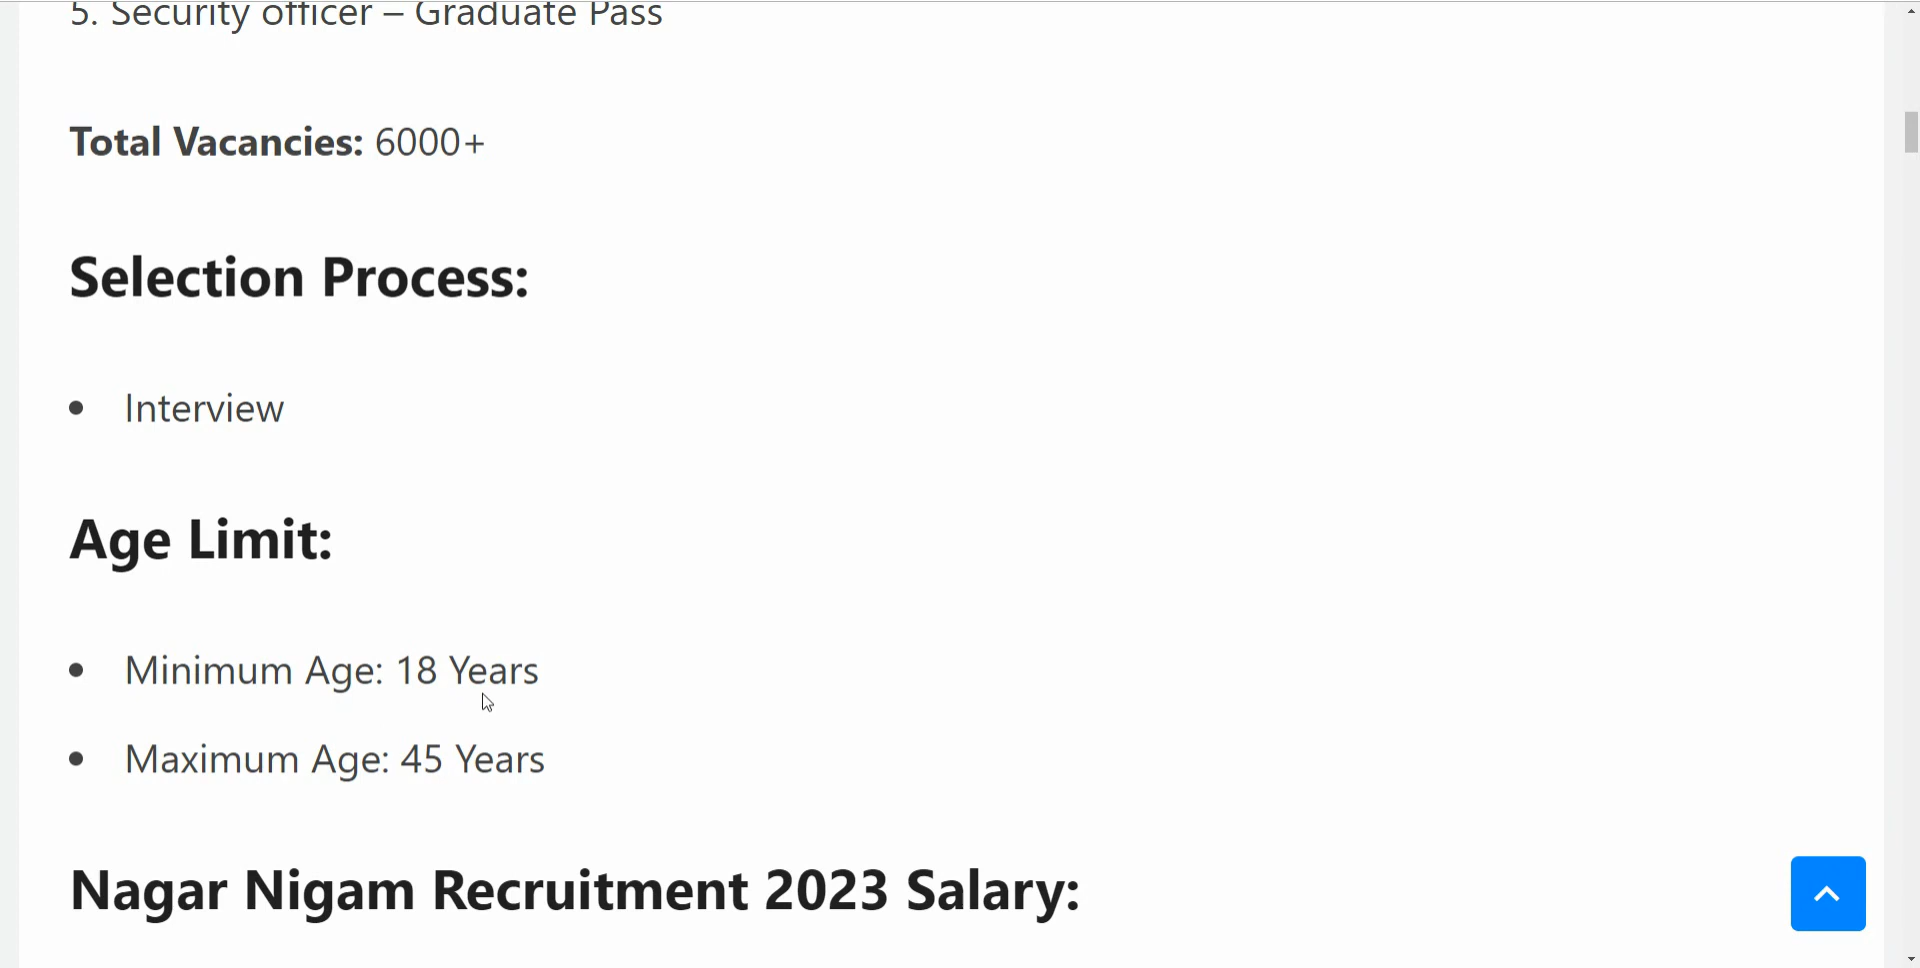 5. Security officer – Graduate Pass
Total Vacancies: 6000+
Selection Process:
• Interview
Age Limit:
• Minimum Age: 18 Years
• Maximum Age: 45 Years
Nagar Nigam Recruitment 2023 Salary: